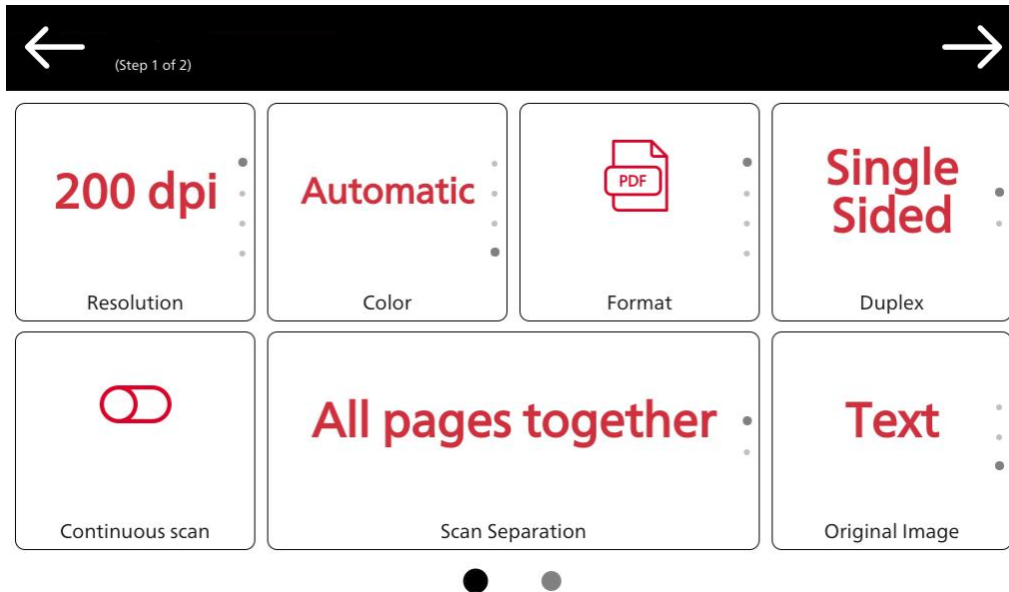 (Step 1 of 2)
200 dpi
Resolution
Automatic
Color
PDF
Format
Single
Sided
Duplex
Continuous scan
All pages together
Scan Separation
Text
Original Image